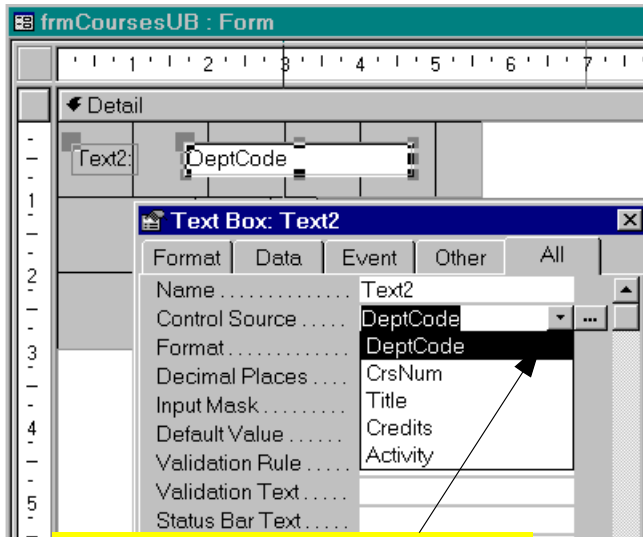 frmCoursesUB : Form
1 2 3 4 5 6 7
Detail
Text2: DeptCode
1
2
3
4
5
Text Box: Text2
Format Data Event Other All
Name .............. Text2
Control Source ..... DeptCode
Format .............. DeptCode
Decimal Places .... CrsNum
Input Mask ......... Title
Default Value ...... Credits
Validation Rule ..... Activity
Validation Text .....
Status Bar Text .....